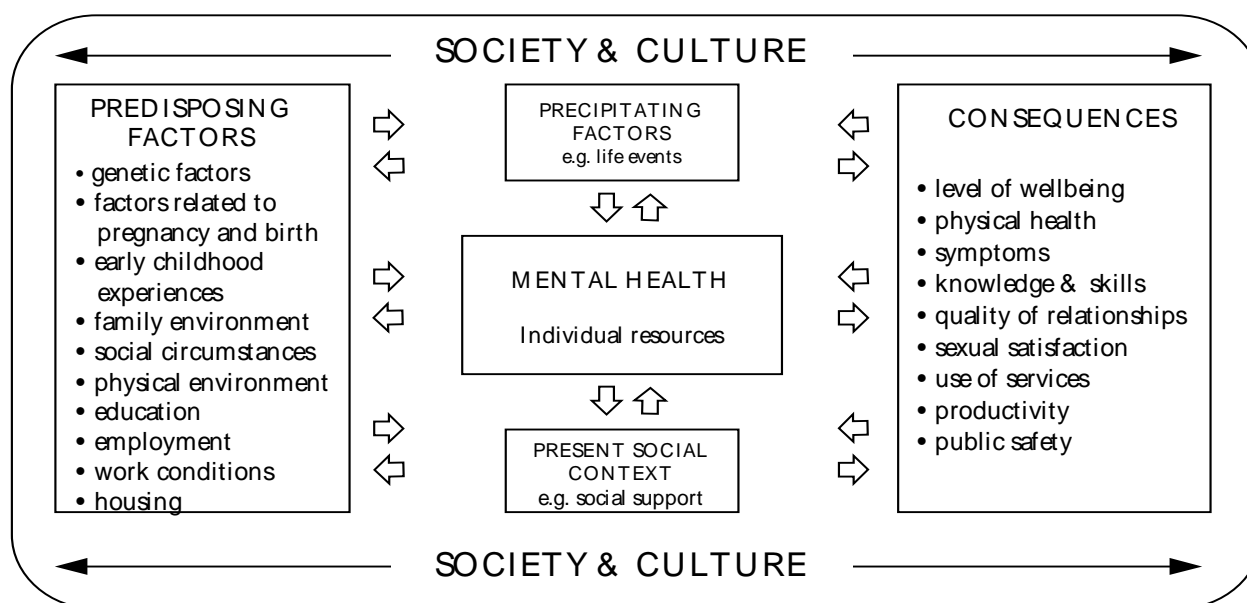 SOCIETY & CULTURE
PREDISPOSING
FACTORS
• genetic factors
• factors related to
pregnancy and birth
• early childhood
experiences
• family environment
• social circumstances
• physical environment
• education
• employment
• work conditions
• housing
PRECIPITATING
FACTORS
e.g. life events
MENTAL HEALTH
Individual resources
PRESENT SOCIAL
CONTEXT
e.g. social support
CONSEQUENCES
• level of wellbeing
• physical health
• symptoms
• knowledge & skills
• quality of relationships
• sexual satisfaction
• use of services
• productivity
• public safety
SOCIETY & CULTURE